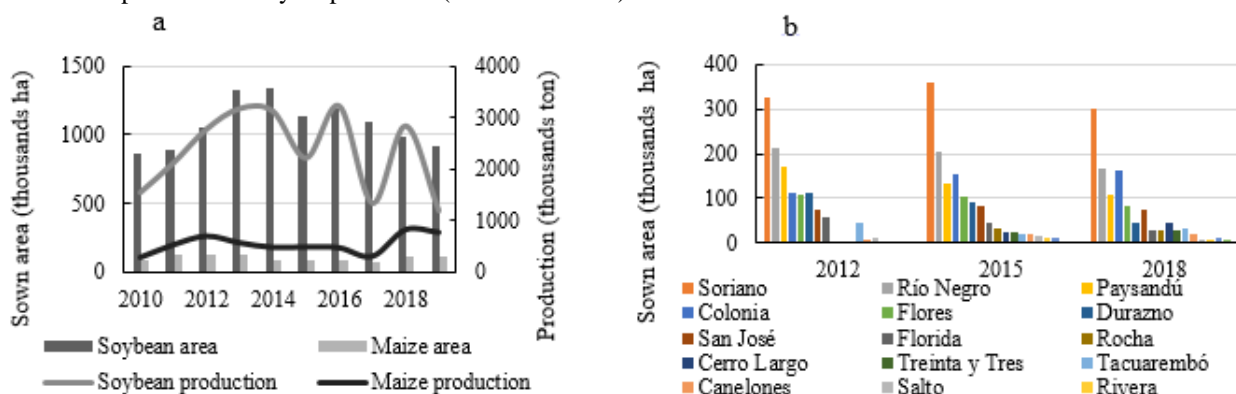 a
b
Sown area (thousands ha)
1500
1000
500
0
Production (thousands ton)
4000
3000
2000
1000
0
2010 2012 2014 2016 2018
Soybean area Maize area
Soybean production Maize production
Sown area (thousands ha)
400
300
200
100
0
2012 2015 2018
Soriano Río Negro Paysandú
Colonia Flores Durazno
San José Florida Rocha
Cerro Largo Treinta y Tres Tacuarembó
Canelones Salto Rivera